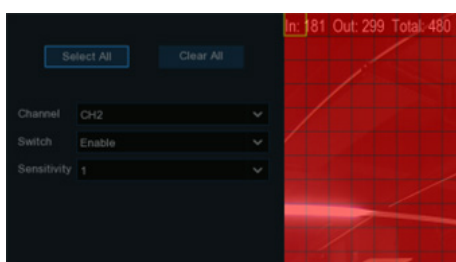 In: 181 Out: 299 Total: 480
Select All Clear All
Channel CH2
Switch Enable
Sensitivity 1